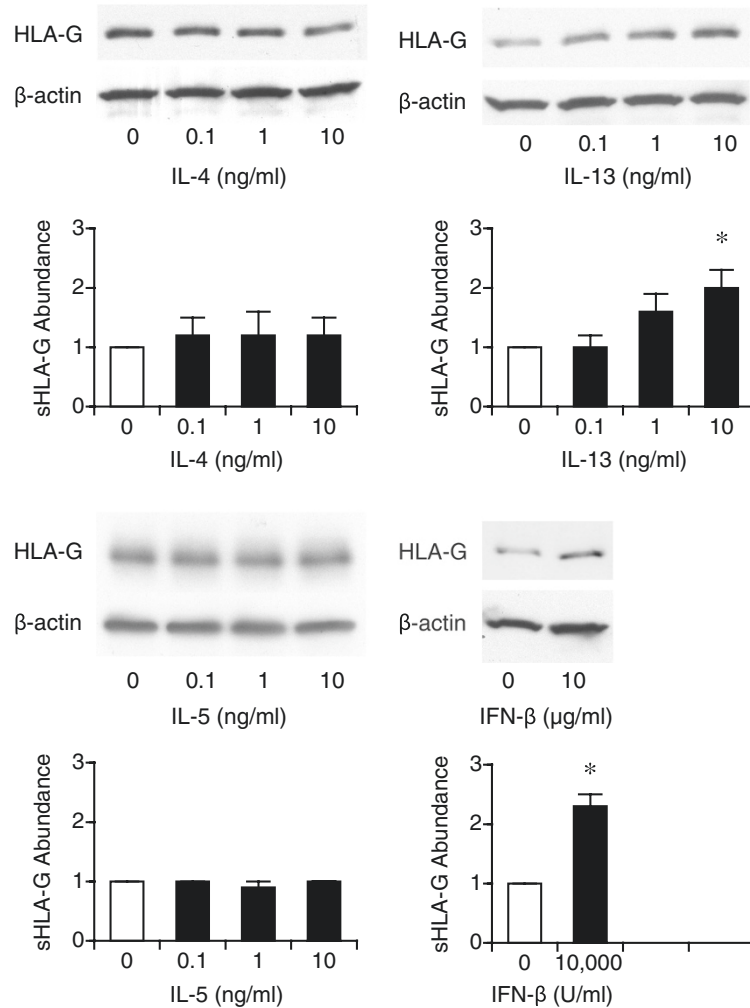 HLA-G
β-actin
0 0.1 1 10
IL-4 (ng/ml)
HLA-G
β-actin
0 0.1 1 10
IL-13 (ng/ml)
sHLA-G Abundance
3
2
1
0
0 0.1 1 10
IL-4 (ng/ml)
sHLA-G Abundance
3
2
1
0
*
0 0.1 1 10
IL-13 (ng/ml)
HLA-G
β-actin
0 0.1 1 10
IL-5 (ng/ml)
HLA-G
β-actin
0 10
IFN-β (µg/ml)
sHLA-G Abundance
3
2
1
0
0 0.1 1 10
IL-5 (ng/ml)
sHLA-G Abundance
3
2
1
0
*
0 10,000
IFN-β (U/ml)